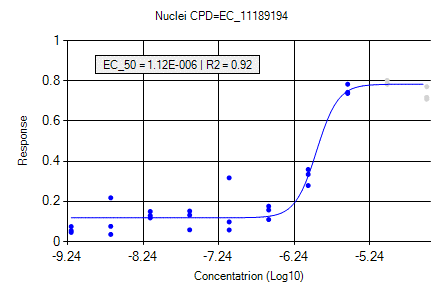 Nuclei CPD=EC_11189194
EC_50 = 1.12E-006 | R2 = 0.92
1
0.8
0.6
0.4
0.2
0
Response
-9.24 -8.24 -7.24 -6.24 -5.24
Concentatrion (Log10)